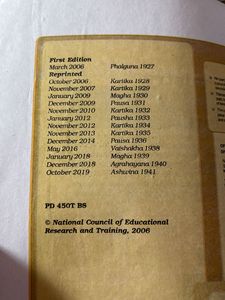 First Edition
March 2006 Phalguna 1927
Reprinted
October 2006 Kartika 1928
November 2007 Kartika 1929
January 2009 Magha 1930
December 2009 Pausa 1931
November 2010 Kartika 1932
January 2012 Pausha 1933
November 2012 Kartika 1934
November 2013 Kartika 1935
December 2014 Pausa 1936
May 2016 Vaishakha 1938
January 2018 Magha 1939
December 2018 Agrahayana 1940
October 2019 Ashwina 1941
PD 450T BS
© National Council of Educational
Research and Training, 2006